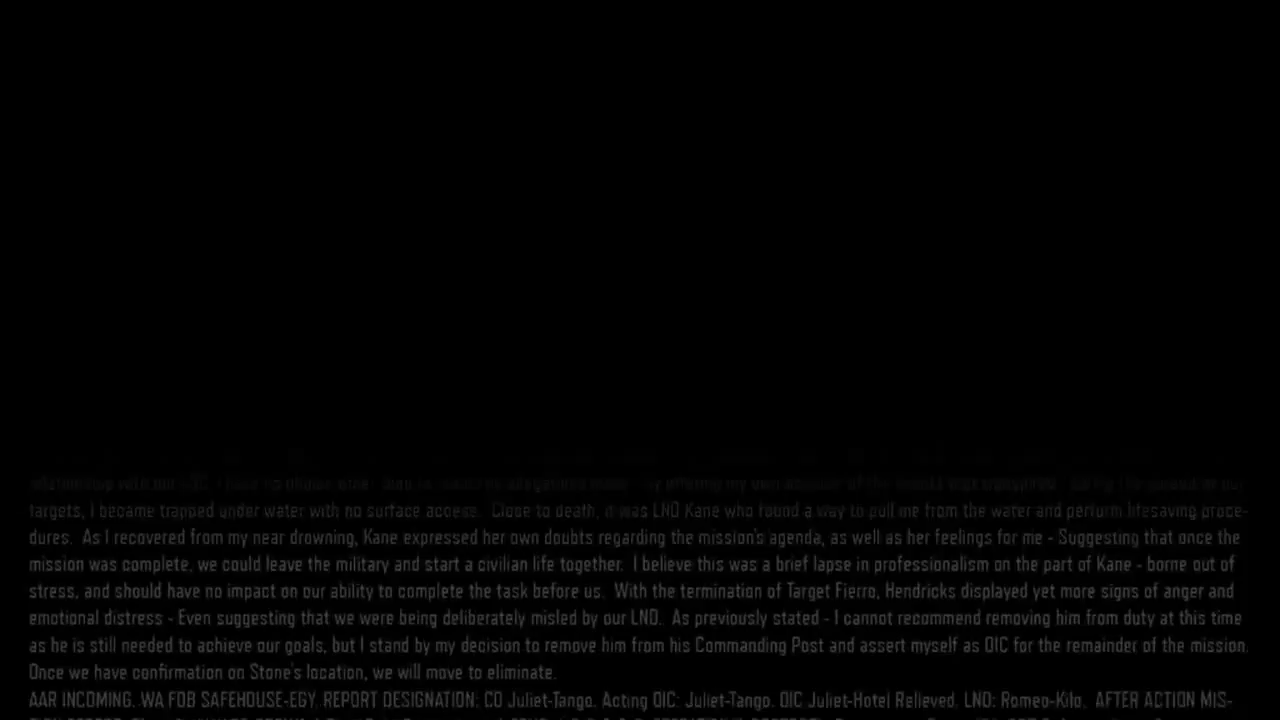 targets, I became trapped under water with no surface access. Close to death, it was LNO Kane who found a way to pull me from the water and perform lifesaving proce-
dures. As I recovered from my near drowning, Kane expressed her own doubts regarding the mission's agenda, as well as her feelings for me - Suggesting that once the
mission was complete, we could leave the military and start a civilian life together. I believe this was a brief lapse in professionalism on the part of Kane - borne out of
stress, and should have no impact on our ability to complete the task before us. With the termination of Target Fierro, Hendricks displayed yet more signs of anger and
emotional distress - Even suggesting that we were being deliberately misled by our LNO. As previously stated - I cannot recommend removing him from duty at this time
as he is still needed to achieve our goals, but I stand by my decision to remove him from his Commanding Post and assert myself as OIC for the remainder of the mission.
Once we have confirmation on Stone's location, we will move to eliminate.
AAR INCOMING. WA FOB SAFEHOUSE-EGY. REPORT DESIGNATION: CO Juliet-Tango. Acting OIC: Juliet-Tango. OIC Juliet-Hotel Relieved. LNO: Romeo-Kilo. AFTER ACTION MIS-